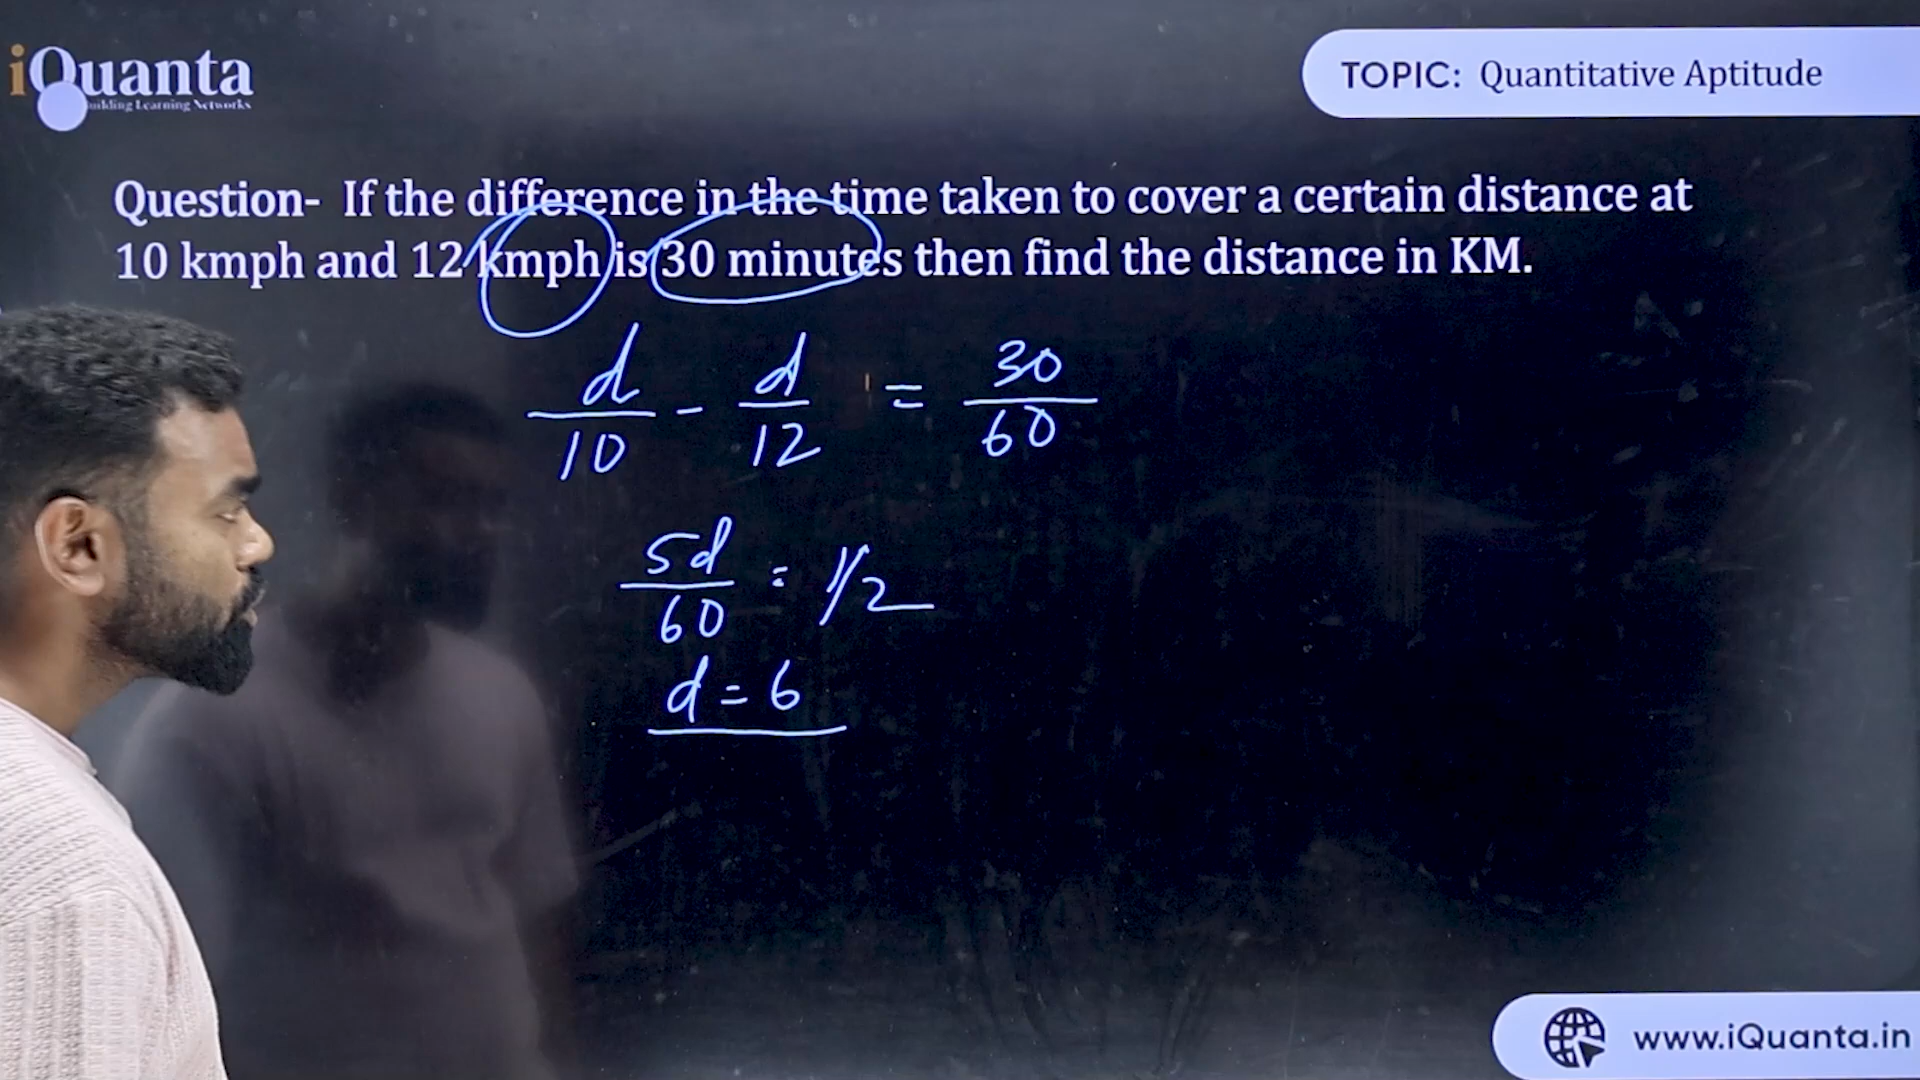 iQuanta
Building Learning Networks
TOPIC: Quantitative Aptitude
Question- If the difference in the time taken to cover a certain distance at
10 kmph and 12 kmph is 30 minutes then find the distance in KM.
d/10 - d/12 = 30/60
5d/60 = 1/2
d = 6
www.iQuanta.in